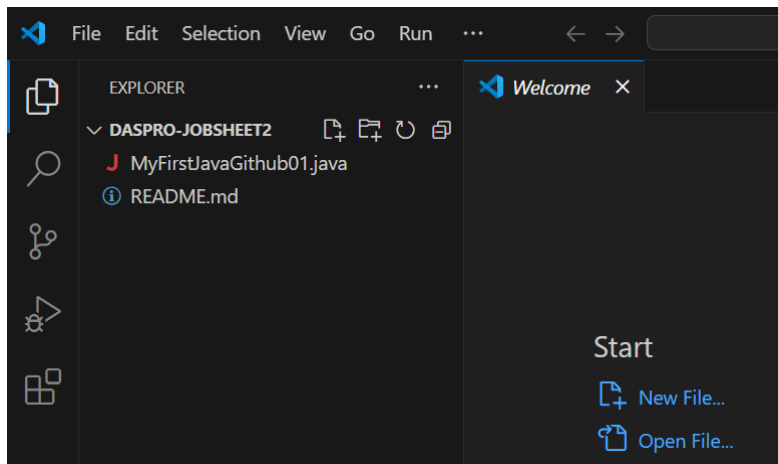 File Edit Selection View Go Run ...
EXPLORER ...
Welcome
DASPRO-JOBSHEET2
J MyFirstJavaGithub01.java
README.md
Start
New File...
Open File...